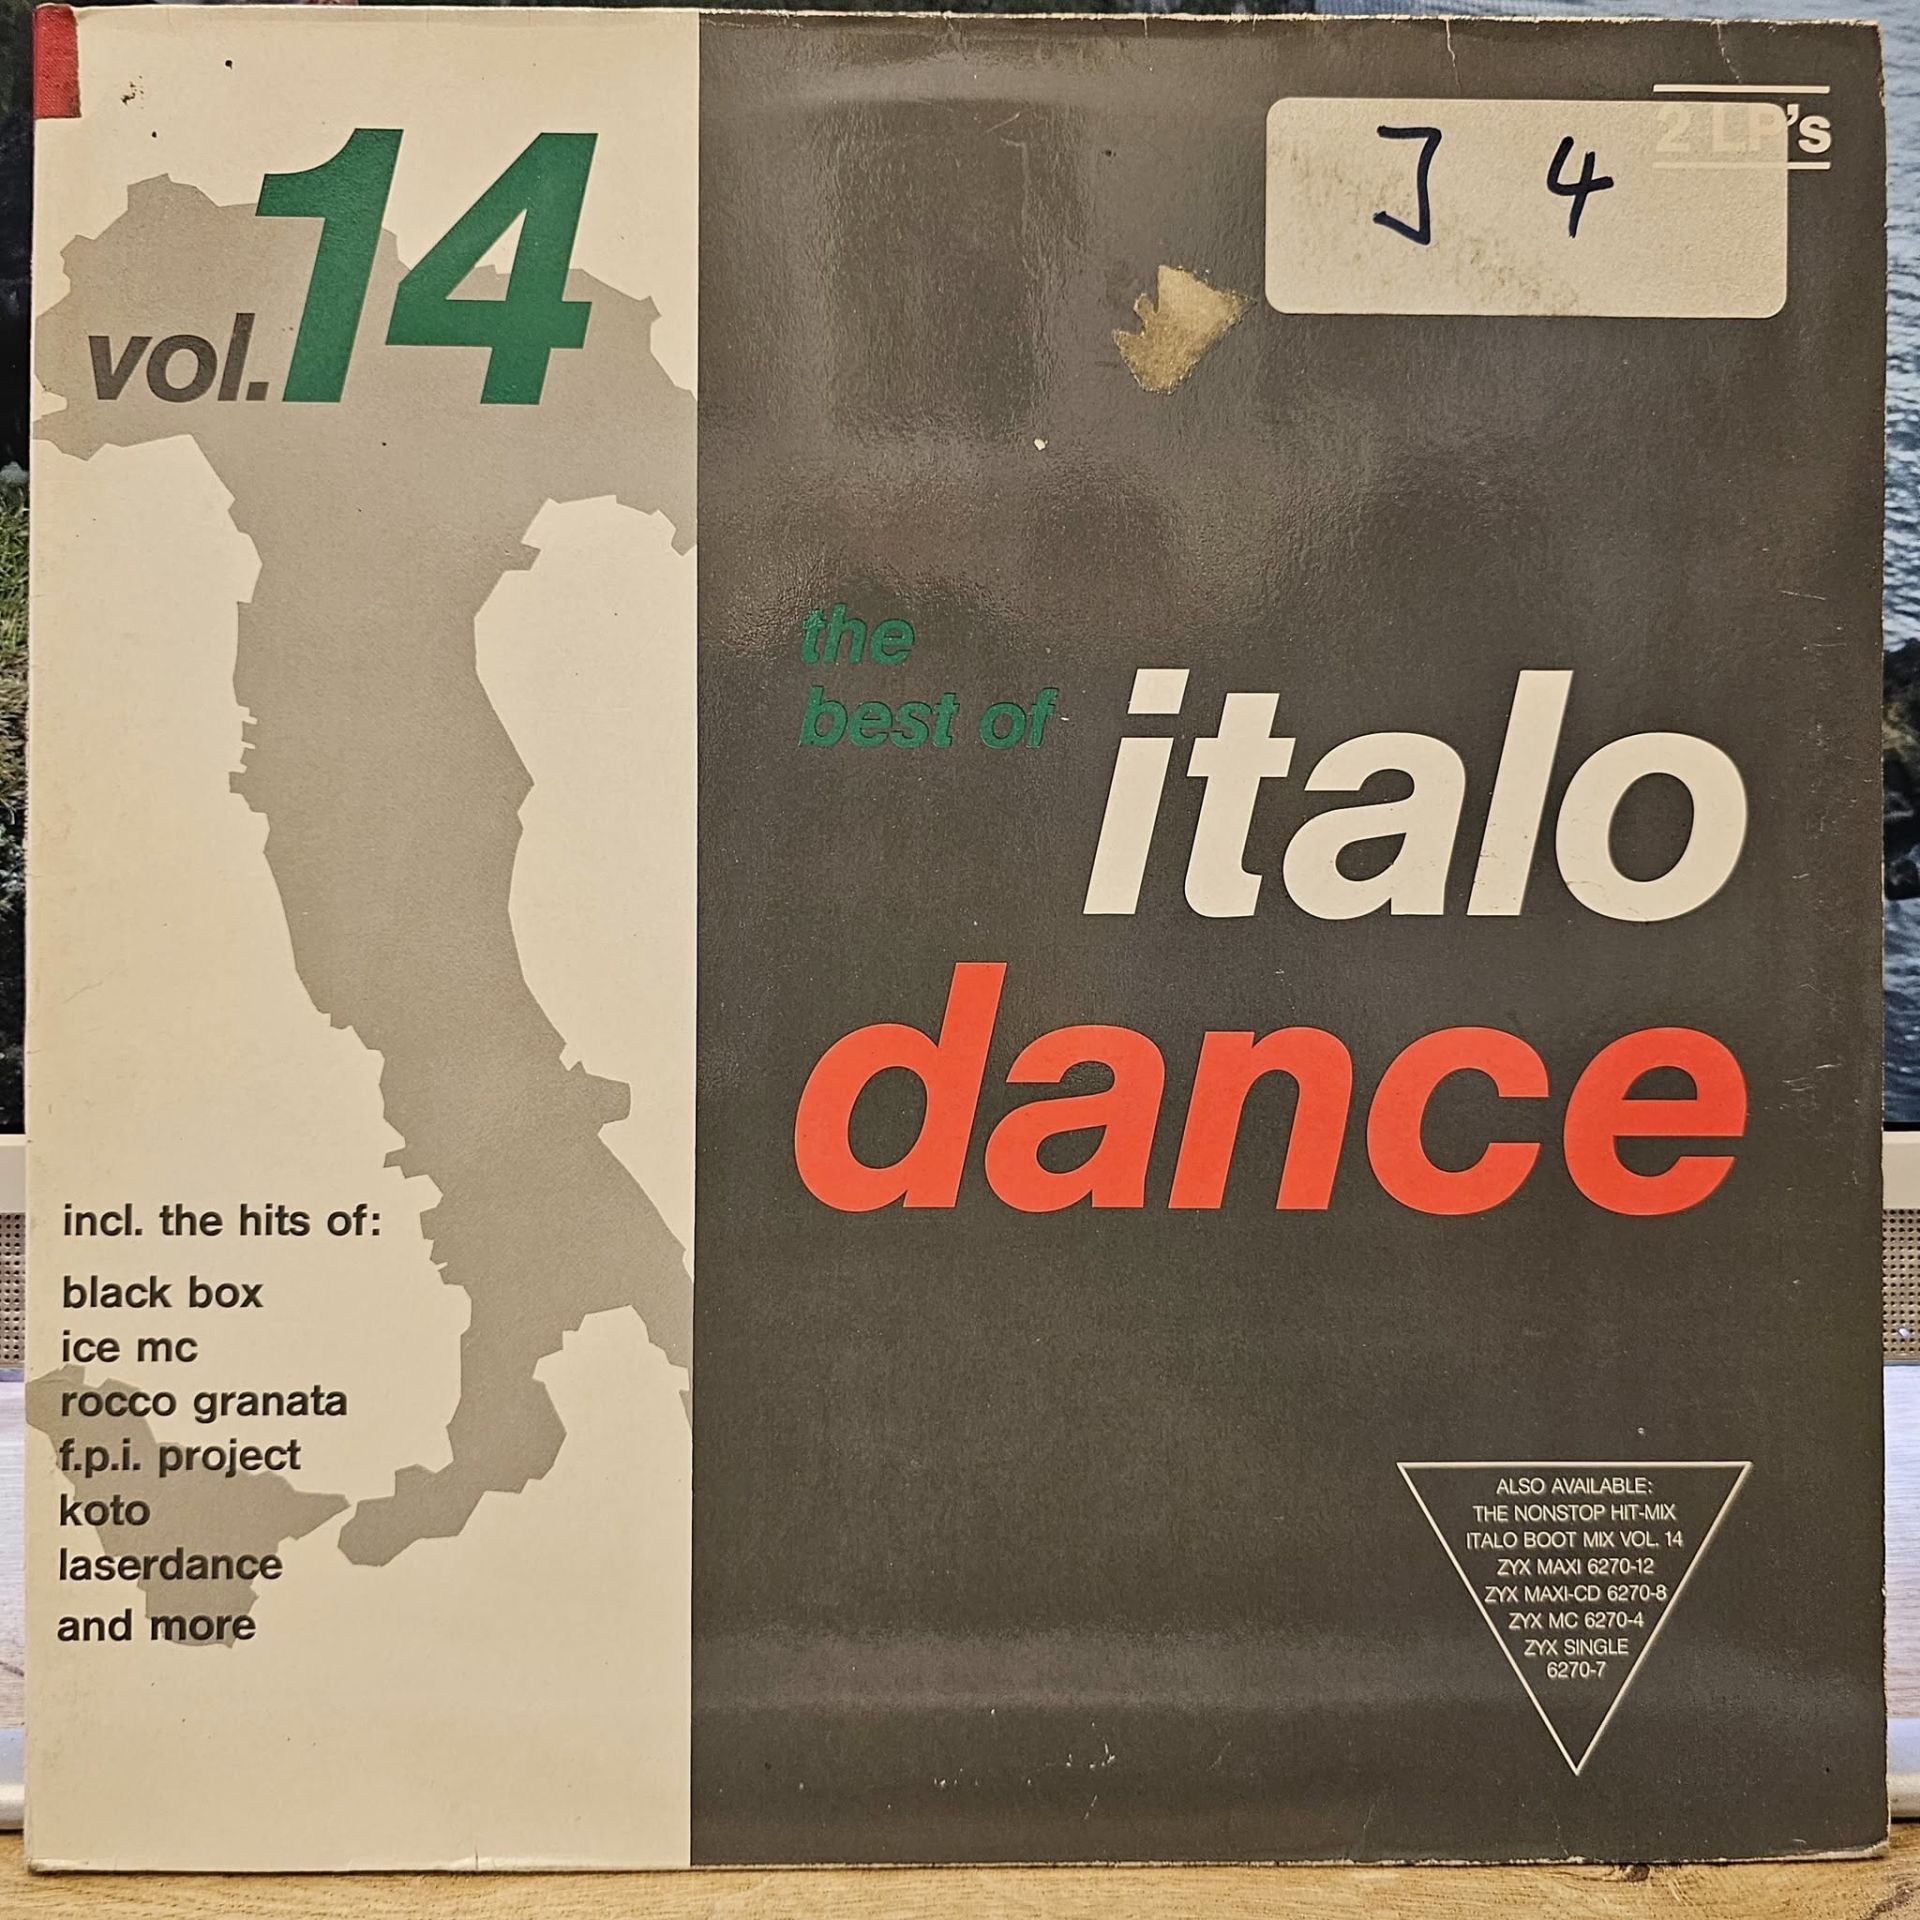 vol.14
2 LP's
J 4
the
best of
italo
dance
incl. the hits of:
black box
ice mc
rocco granata
f.p.i. project
koto
laserdance
and more
ALSO AVAILABLE:
THE NONSTOP HIT-MIX
ITALO BOOT MIX VOL. 14
ZYX MAXI 6270-12
ZYX MAXI-CD 6270-8
ZYX MC 6270-4
ZYX SINGLE
6270-7